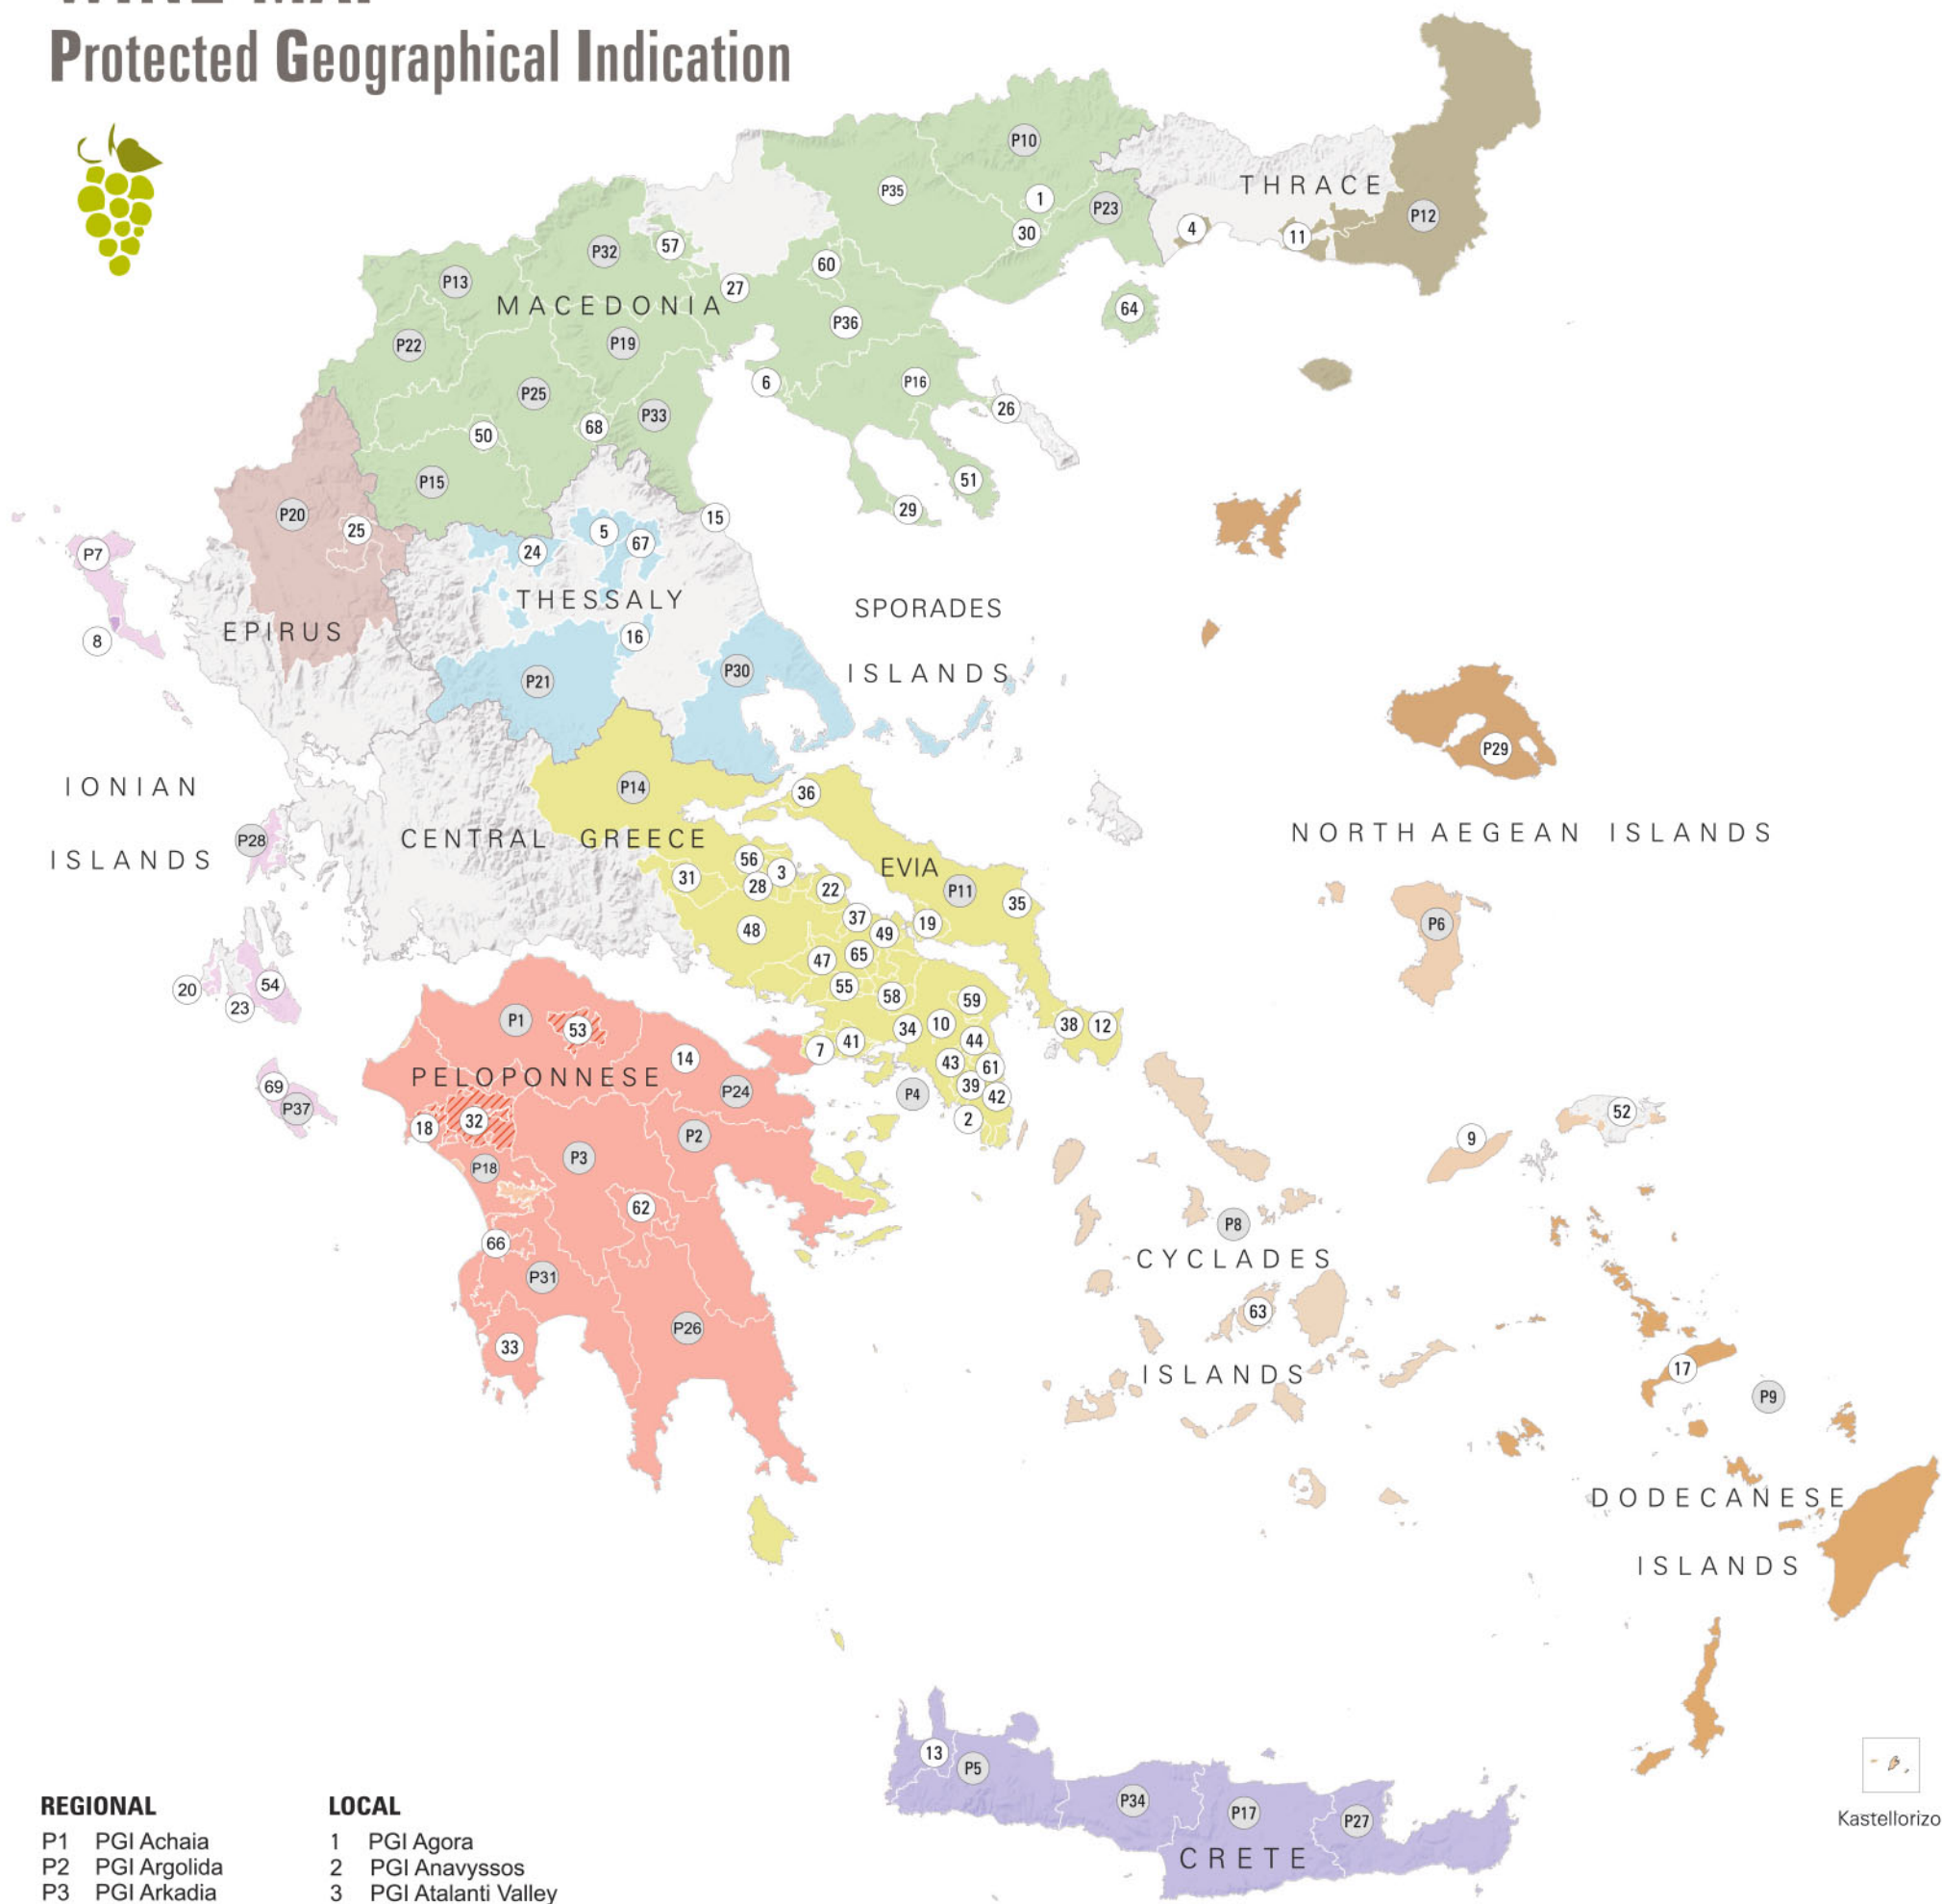 Protected Geographical Indication
P10
P35
1
P23
THRACE
P12
30
4
11
P32
57
60
P13
27
MACEDONIA
64
P36
P22
P19
6
P16
P25
26
P33
68
50
P15
51
29
P20
15
25
5
67
24
P7
THESSALY
SPORADES
EPIRUS
16
8
P30
ISLANDS
P21
P29
IONIAN
P14
36
NORTH AEGEAN ISLANDS
P28
CENTRAL GREECE
ISLANDS
56
EVIA
3
31
28
22
P11
35
37
19
P6
48
49
65
47
54
20
55
58
59
23
P1
53
34
10
38
12
41
44
7
14
43
61
PELOPONNESE
69
39
P24
P4
42
P37
52
32
2
18
P2
9
P3
P18
62
P8
66
CYCLADES
P31
63
P26
33
17
ISLANDS
P9
DODECANESE
ISLANDS
13
P5
P34
P17
P27
CRETE
Kastellorizo
REGIONAL
P1 PGI Achaia
P2 PGI Argolida
P3 PGI Arkadia
LOCAL
1 PGI Agora
2 PGI Anavyssos
3 PGI Atalanti Valley